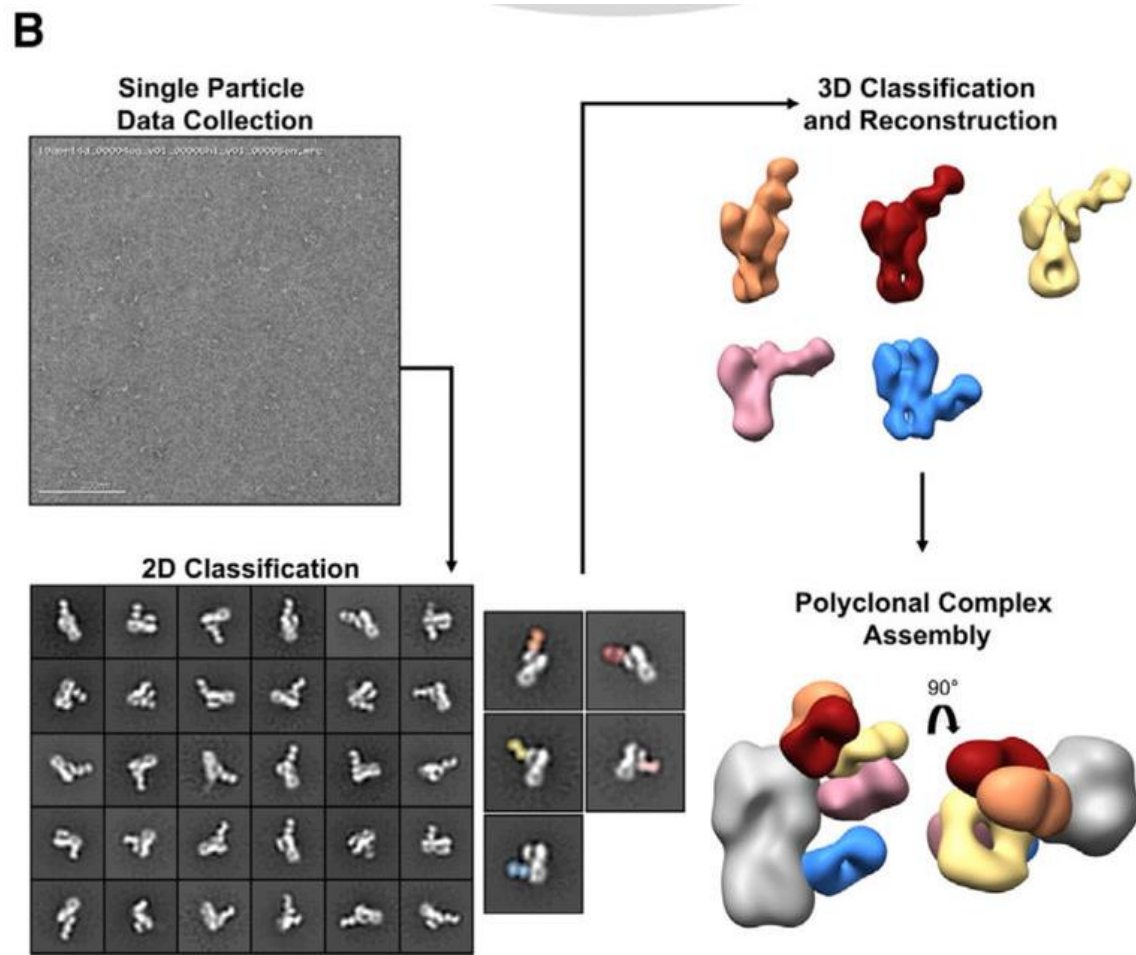 B
Single Particle
Data Collection
2D Classification
3D Classification
and Reconstruction
Polyclonal Complex
Assembly
90°